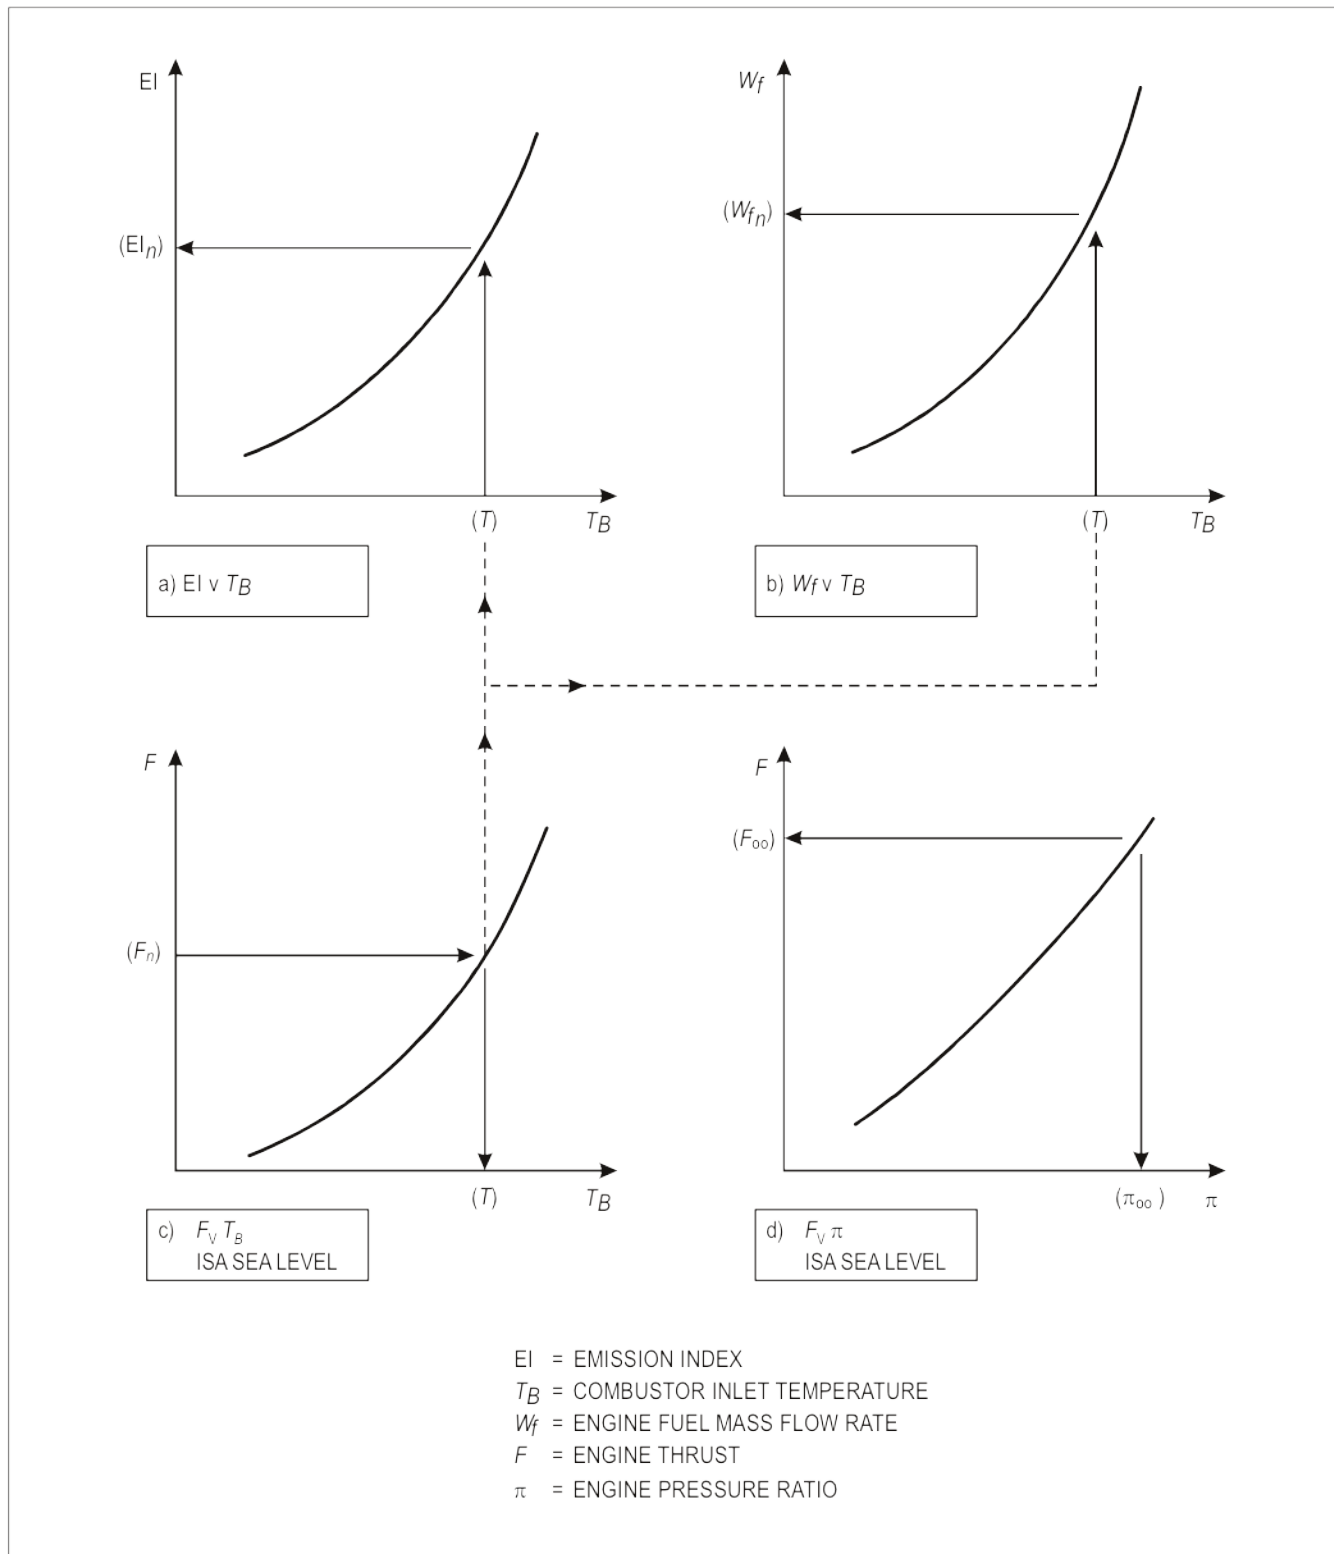 EI
(EIn)
(T) TB
a) EI v TB
Wf
(Wfn)
(T) TB
b) Wf v TB
F
(Fn)
(T) TB
c) Fv TB
ISA SEA LEVEL
F
(Foo)
(πoo) π
d) Fv π
ISA SEA LEVEL
EI = EMISSION INDEX
TB = COMBUSTOR INLET TEMPERATURE
Wf = ENGINE FUEL MASS FLOW RATE
F = ENGINE THRUST
π = ENGINE PRESSURE RATIO